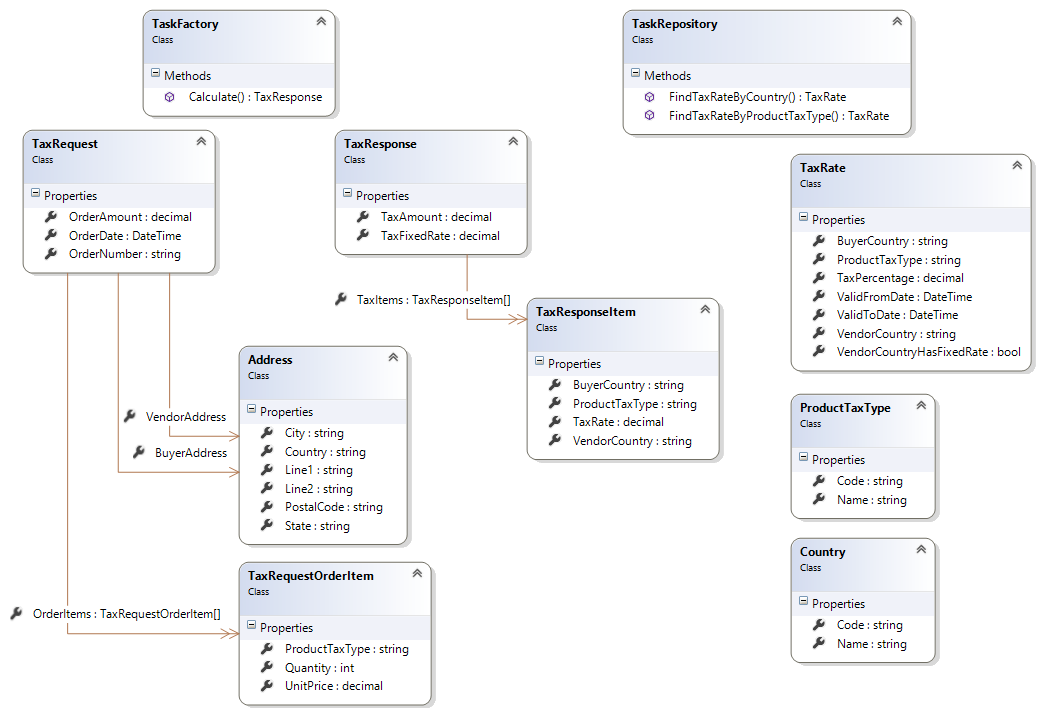 TaskFactory
Class
Methods
Calculate() : TaxResponse
TaskRepository
Class
Methods
FindTaxRateByCountry() : TaxRate
FindTaxRateByProductTaxType() : TaxRate
TaxRequest
Class
Properties
OrderAmount : decimal
OrderDate : DateTime
OrderNumber : string
TaxResponse
Class
Properties
TaxAmount : decimal
TaxFixedRate : decimal
TaxRate
Class
Properties
BuyerCountry : string
ProductTaxType : string
TaxPercentage : decimal
ValidFromDate : DateTime
ValidToDate : DateTime
VendorCountry : string
VendorCountryHasFixedRate : bool
TaxItems : TaxResponseItem[]
TaxResponseItem
Class
Properties
BuyerCountry : string
ProductTaxType : string
TaxRate : decimal
VendorCountry : string
Address
Class
Properties
City : string
Country : string
Line1 : string
Line2 : string
PostalCode : string
State : string
VendorAddress
BuyerAddress
ProductTaxType
Class
Properties
Code : string
Name : string
Country
Class
Properties
Code : string
Name : string
OrderItems : TaxRequestOrderItem[]
TaxRequestOrderItem
Class
Properties
ProductTaxType : string
Quantity : int
UnitPrice : decimal